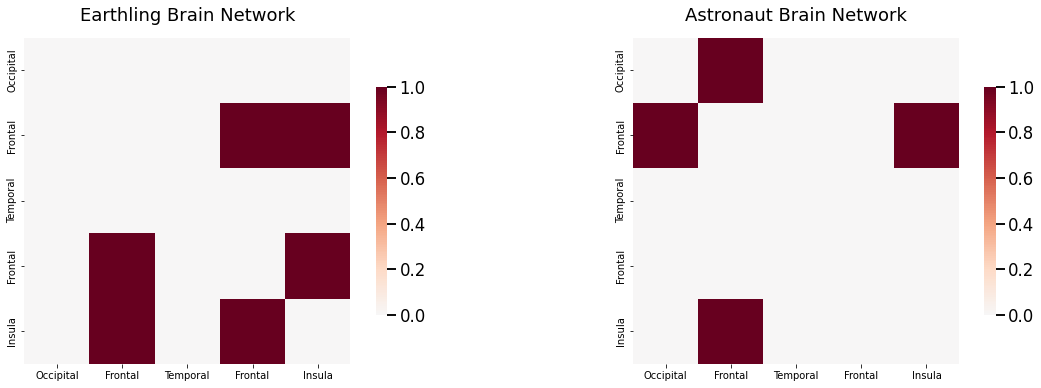 Earthling Brain Network
Astronaut Brain Network
Occipital
Frontal
Temporal
Frontal
Insula
Occipital Frontal Temporal Frontal Insula
1.0
0.8
0.6
0.4
0.2
0.0
Occipital
Frontal
Temporal
Frontal
Insula
Occipital Frontal Temporal Frontal Insula
1.0
0.8
0.6
0.4
0.2
0.0